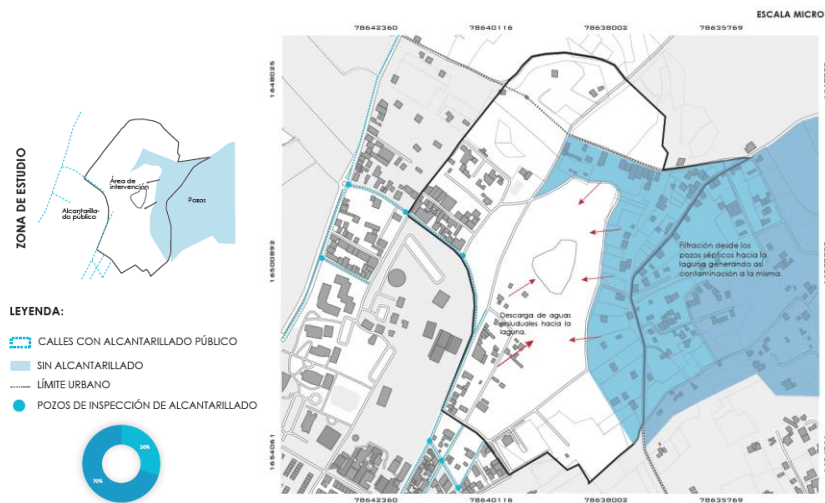 ESCALA MICRO
78642360
78640116
78638002
78635769
1648025
1650892
1654061
ZONA DE ESTUDIO
Área de
intervención
Pozos
Alcantarilla-
do público
Filtración desde los
pozos sépticos hacia la
laguna generando así
contaminación a la misma.
Descarga de aguas
residuales hacia la
laguna.
LEYENDA:
CALLES CON ALCANTARILLADO PÚBLICO
SIN ALCANTARILLADO
LÍMITE URBANO
POZOS DE INSPECCIÓN DE ALCANTARILLADO
30%
70%
78642360
78640116
78638002
78635769